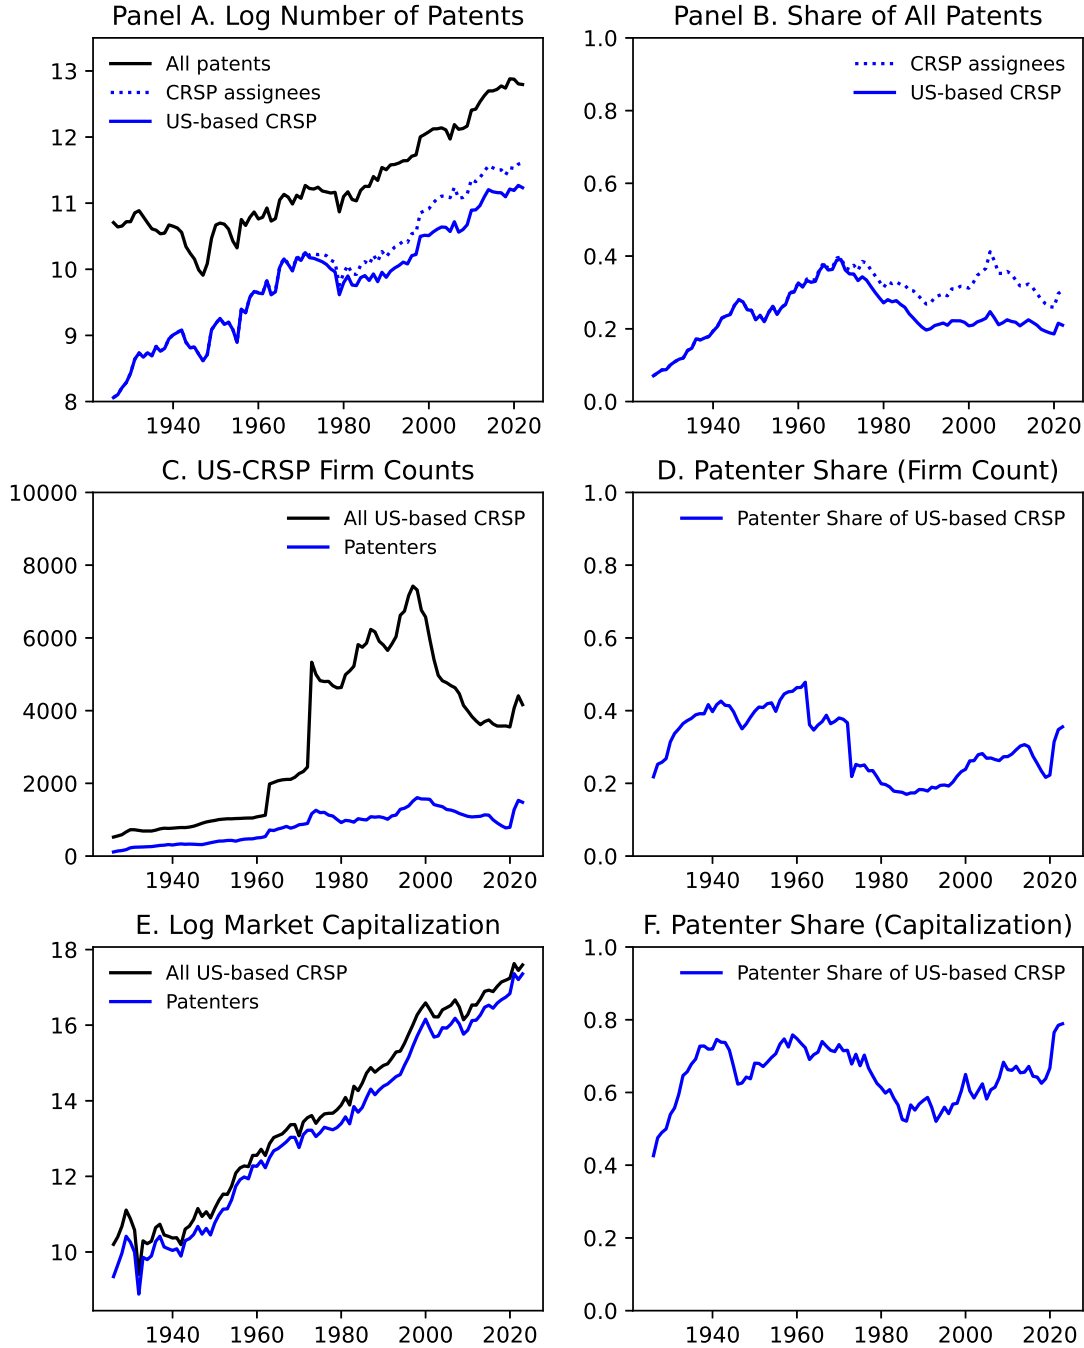 Panel A. Log Number of Patents
All patents
CRSP assignees
US-based CRSP
13
12
11
10
9
8
1940 1960 1980 2000 2020
Panel B. Share of All Patents
CRSP assignees
US-based CRSP
1.0
0.8
0.6
0.4
0.2
0.0
1940 1960 1980 2000 2020
C. US-CRSP Firm Counts
All US-based CRSP
Patenters
10000
8000
6000
4000
2000
0
1940 1960 1980 2000 2020
D. Patenter Share (Firm Count)
Patenter Share of US-based CRSP
1.0
0.8
0.6
0.4
0.2
0.0
1940 1960 1980 2000 2020
E. Log Market Capitalization
All US-based CRSP
Patenters
18
16
14
12
10
1940 1960 1980 2000 2020
F. Patenter Share (Capitalization)
Patenter Share of US-based CRSP
1.0
0.8
0.6
0.4
0.2
0.0
1940 1960 1980 2000 2020